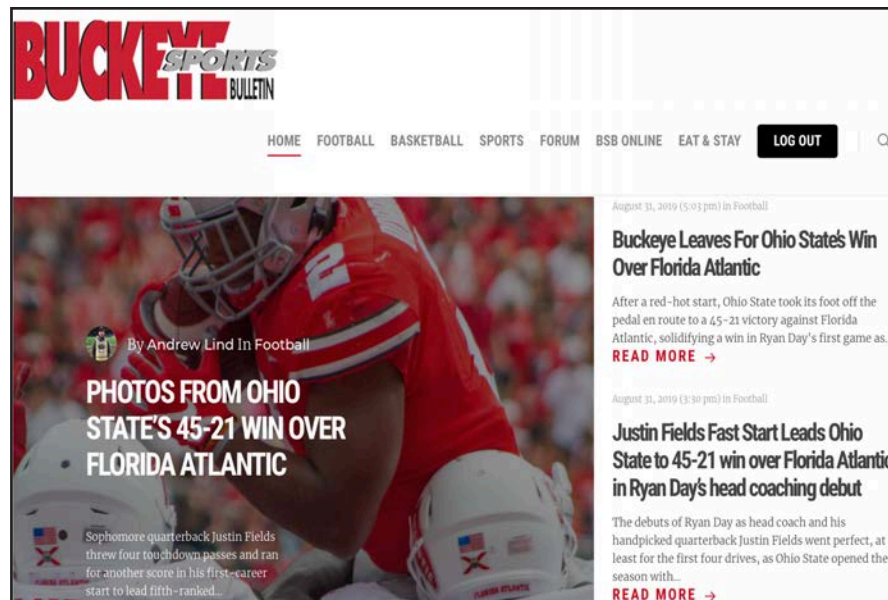 BUCKEYE
SPORTS
BULLETIN
HOME FOOTBALL BASKETBALL SPORTS FORUM BSB ONLINE EAT & STAY LOG OUT
2
By Andrew Lind In Football
PHOTOS FROM OHIO
STATE'S 45-21 WIN OVER
FLORIDA ATLANTIC
Sophomore quarterback Justin Fields
threw four touchdown passes and ran
for another score in his first-career
start to lead fifth-ranked...
FLORIDA ATLANTIC
FLORIDA ATLANTIC
August 31, 2019 (5:03 pm) in Football
Buckeye Leaves For Ohio State's Win
Over Florida Atlantic
After a red-hot start, Ohio State took its foot off the
pedal en route to a 45-21 victory against Florida
Atlantic, solidifying a win in Ryan Day's first game as...
READ MORE →
August 31, 2019 (3:30 pm) in Football
Justin Fields Fast Start Leads Ohio
State to 45-21 win over Florida Atlantic
in Ryan Day's head coaching debut
The debuts of Ryan Day as head coach and his
handpicked quarterback Justin Fields went perfect, at
least for the first four drives, as Ohio State opened the
season with...
READ MORE →